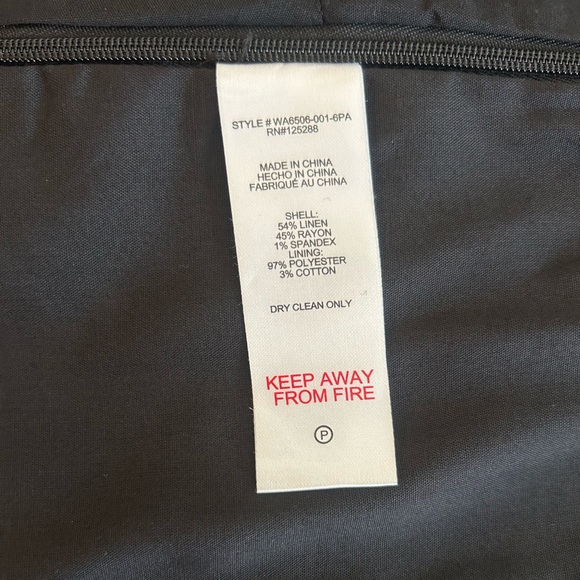 STYLE # WA6506-001-6PA
RN#125288
MADE IN CHINA
HECHO IN CHINA
FABRIQUÉ AU CHINA
SHELL:
54% LINEN
45% RAYON
1% SPANDEX
LINING:
97% POLYESTER
3% COTTON
DRY CLEAN ONLY
KEEP AWAY
FROM FIRE
P